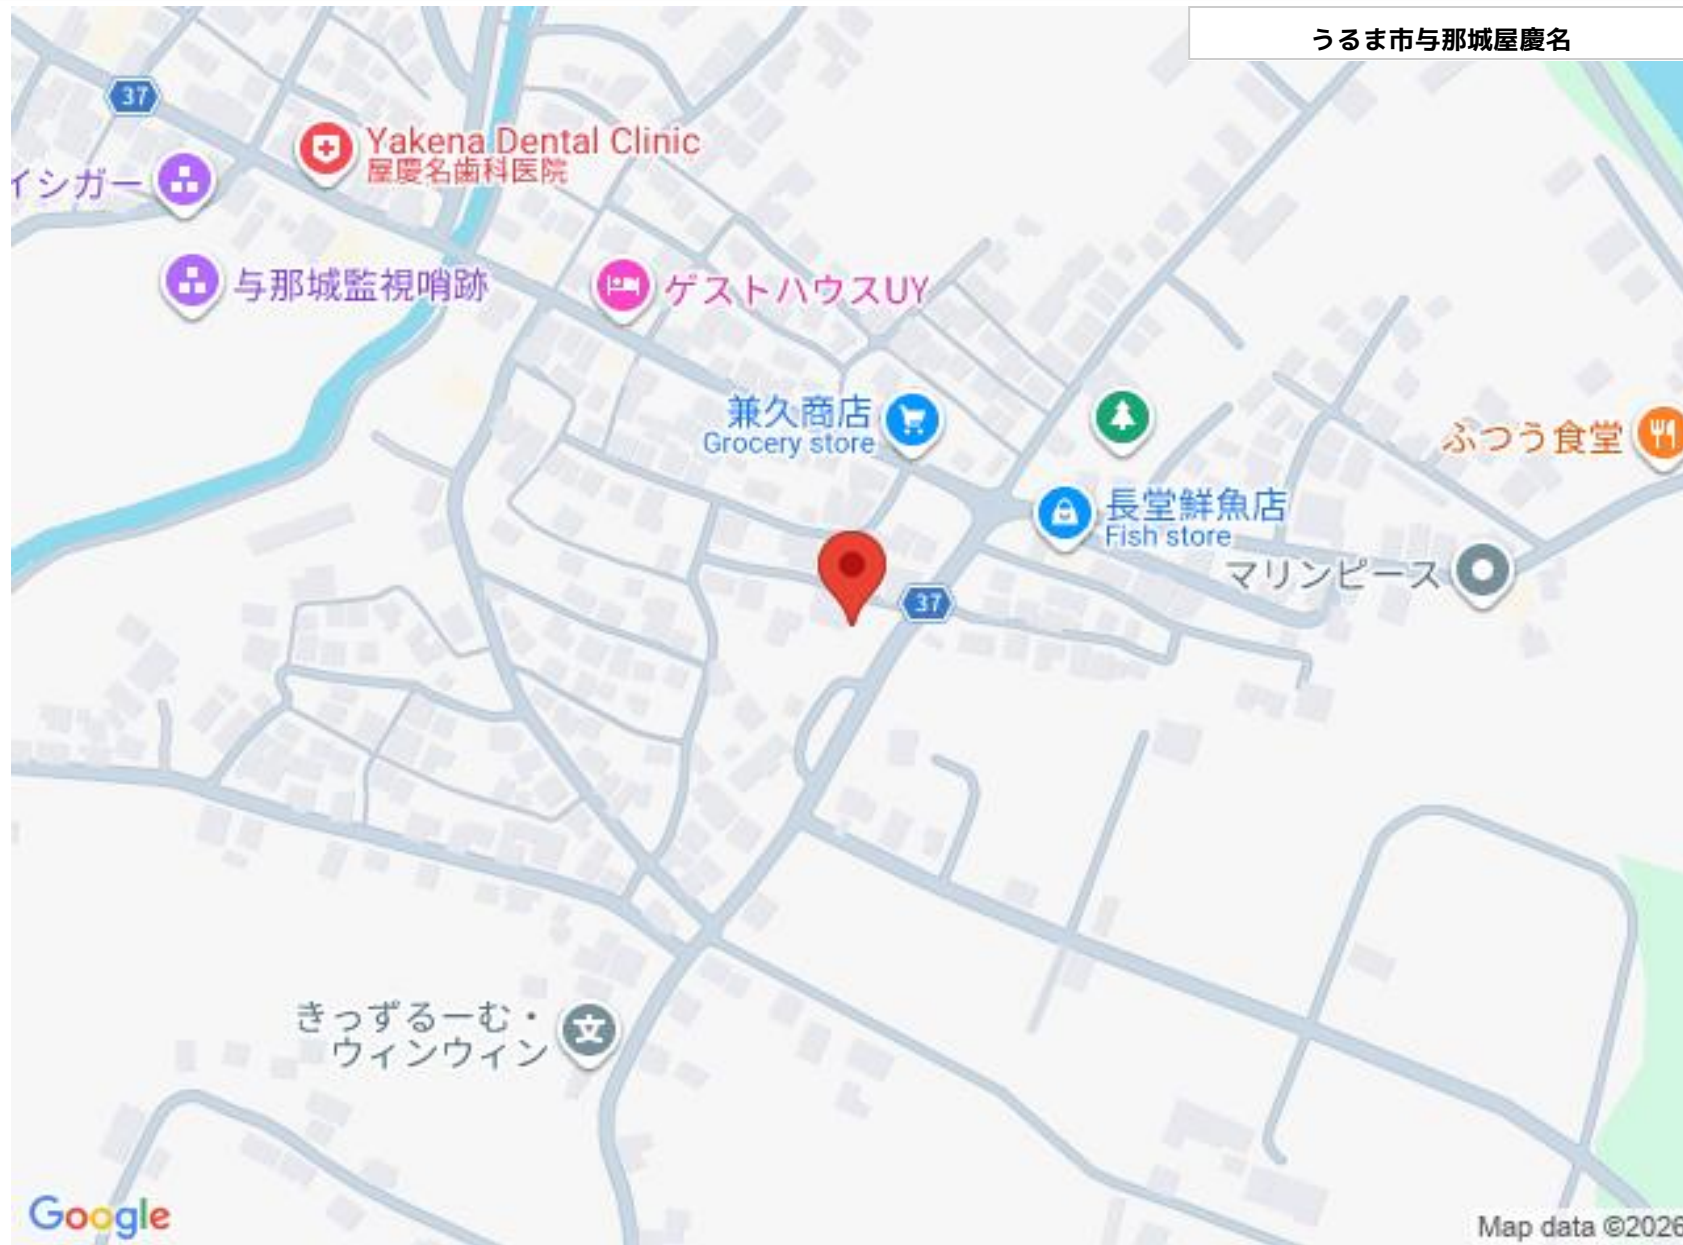 うるま市与那城屋慶名
37
Yakena Dental Clinic
屋慶名歯科医院
イシガー
与那城監視哨跡
ゲストハウスUY
兼久商店
Grocery store
ふつう食堂
長堂鮮魚店
Fish store
マリンピース
37
きっずるーむ・
ウィンウィン
Google
Map data ©2026